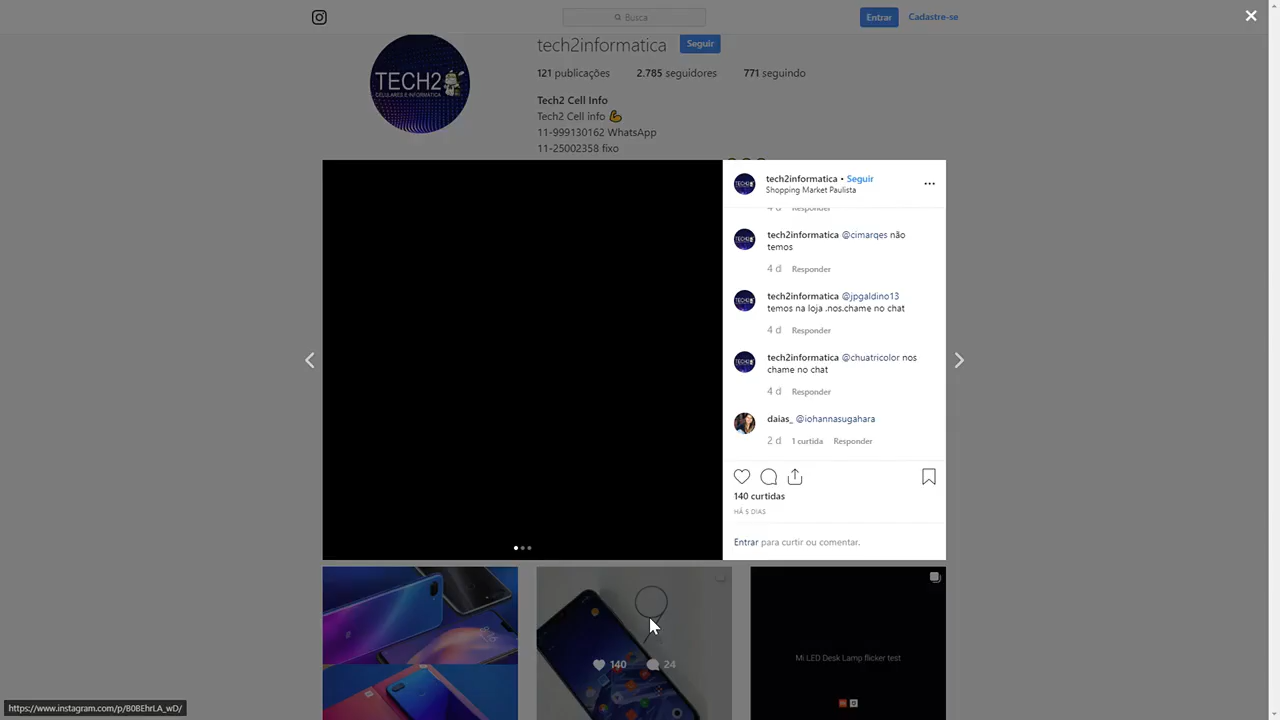 Busca
Entrar
Cadastre-se
tech2informatica
Seguir
121 publicações
2.785 seguidores
771 seguindo
TECH2
CELULARES E INFORMÁTICA
Tech2 Cell Info
Tech2 Cell info 💪
11-999130162 WhatsApp
11-25002358 fixo
tech2informatica • Seguir
Shopping Market Paulista
4 d Responder
tech2informatica @cimarqes não
temos
4 d Responder
tech2informatica @jpgaldino13
temos na loja .nos.chame no chat
4 d Responder
tech2informatica @chuatricolor nos
chame no chat
4 d Responder
daias_ @iohannasugahara
2 d 1 curtida Responder
140 curtidas
HÁ 5 DIAS
Entrar para curtir ou comentar.
140 24
Mi LED Desk Lamp flicker test
https://www.instagram.com/p/B0BEhrLA_wD/